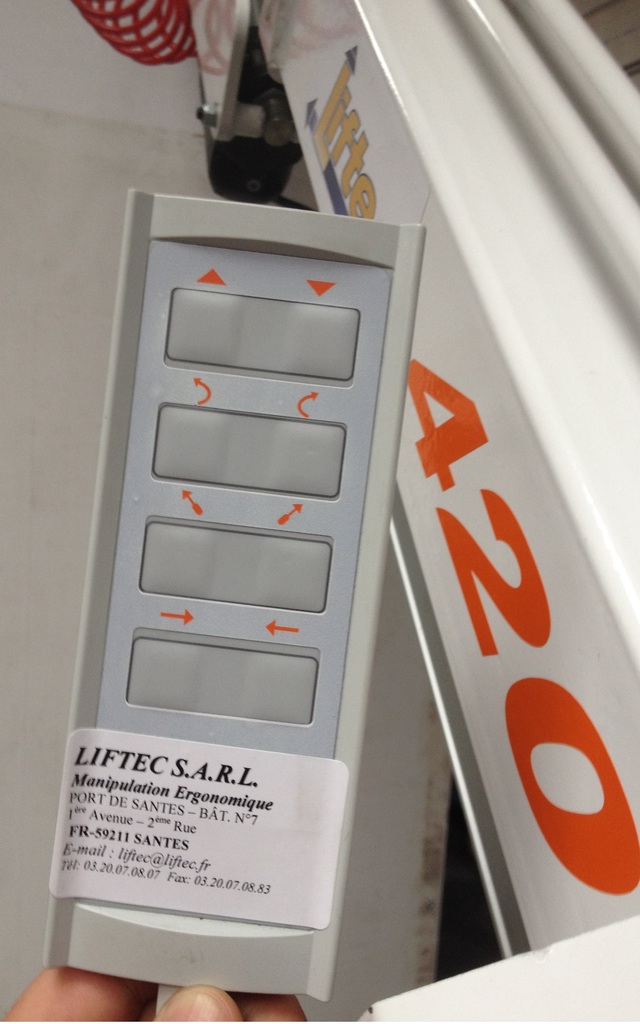 lifte
420
LIFTEC S.A.R.L.
Manipulation Ergonomique
PORT DE SANTES – BÂT. N°7
1ère Avenue – 2ème Rue
FR-59211 SANTES
E-mail : liftec@liftec.fr
Tél: 03.20.07.08.07 Fax: 03.20.07.08.83